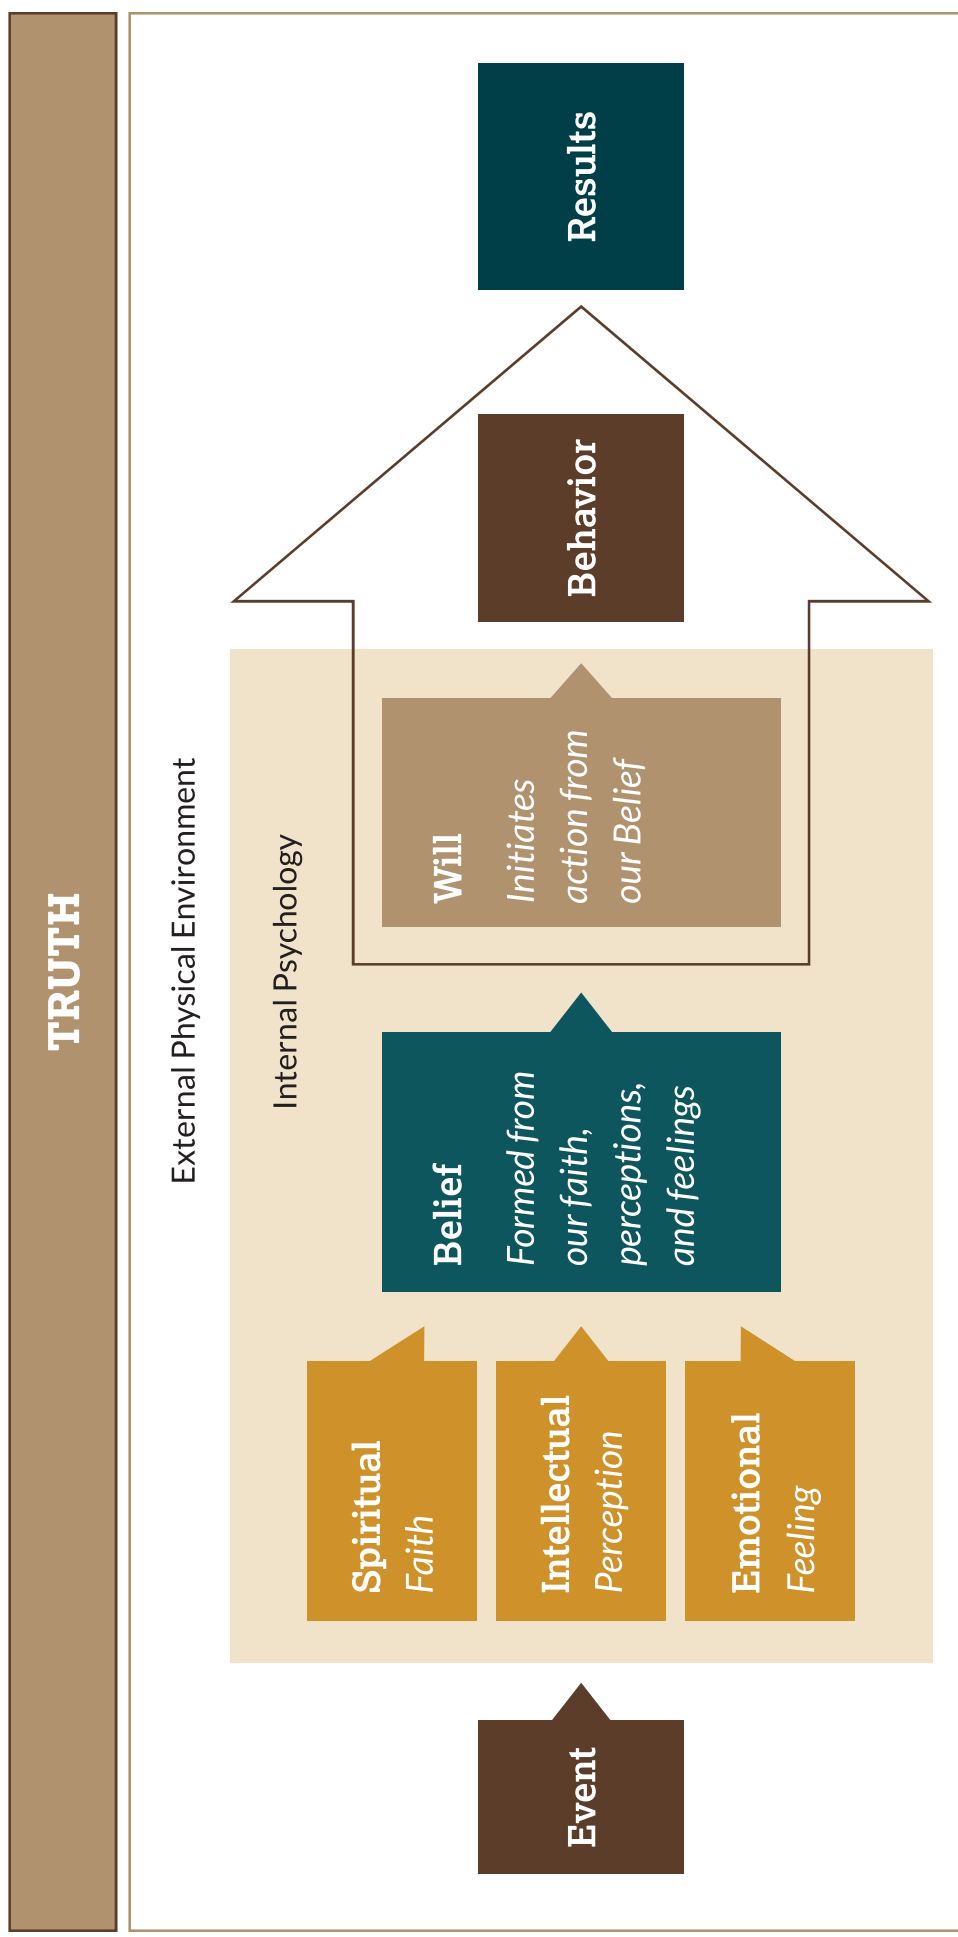 TRUTH
External Physical Environment
Internal Psychology
Event
Spiritual
Faith
Intellectual
Perception
Emotional
Feeling
Belief
Formed from
our faith,
perceptions,
and feelings
Will
Initiates
action from
our Belief
Behavior
Results